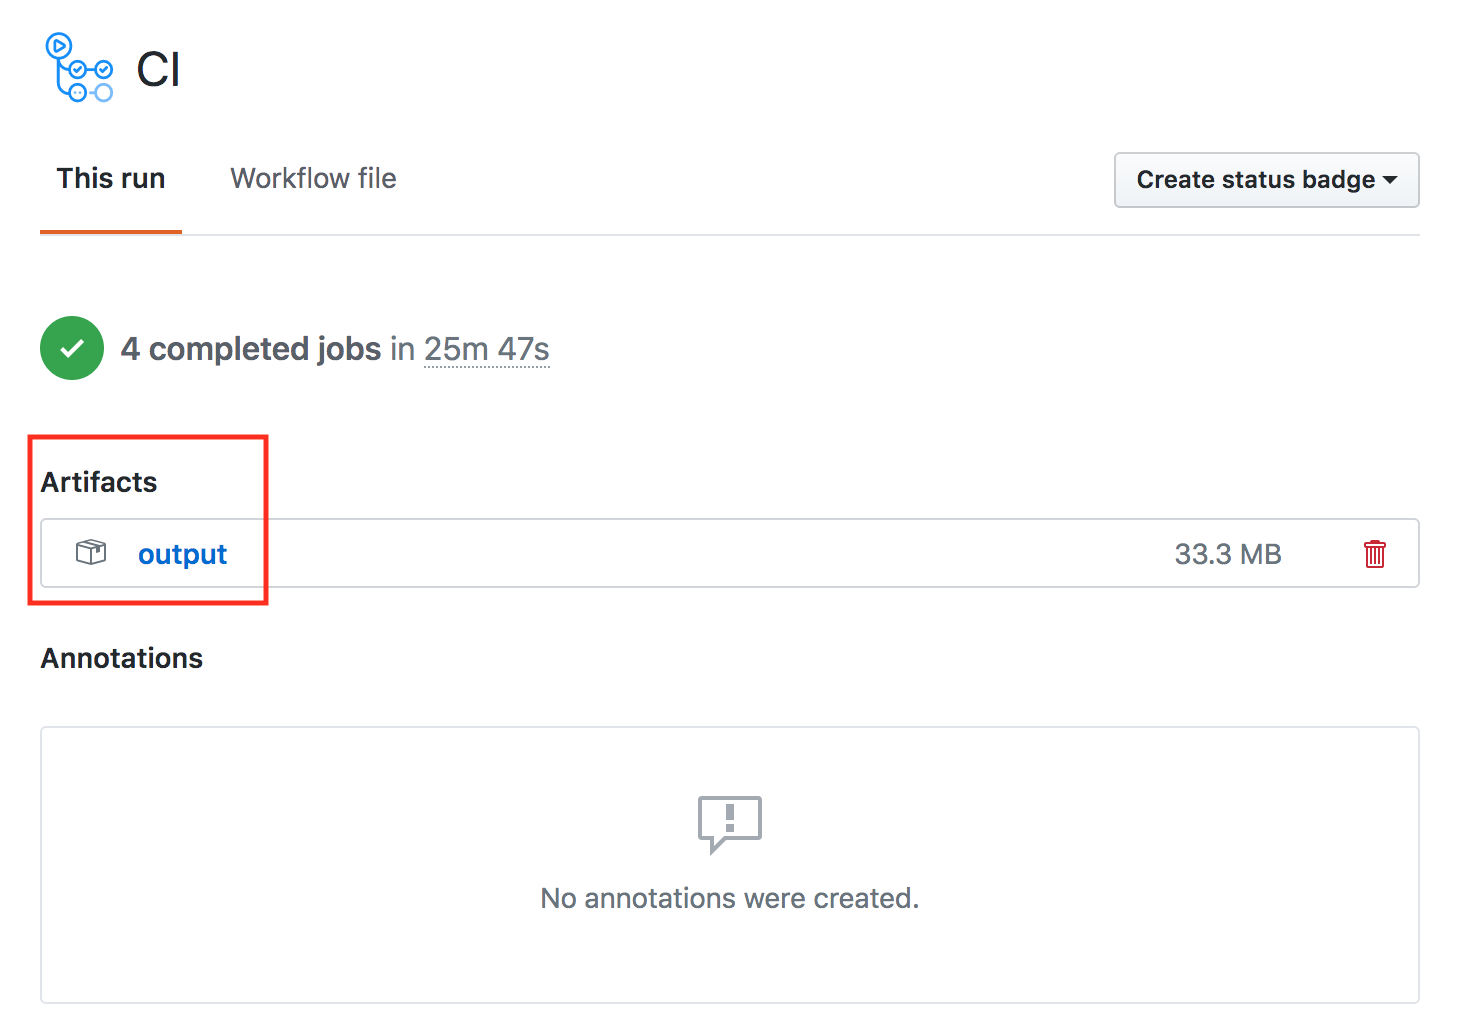 CI
This run
Workflow file
Create status badge
4 completed jobs in 25m 47s
Artifacts
output
33.3 MB
Annotations
No annotations were created.